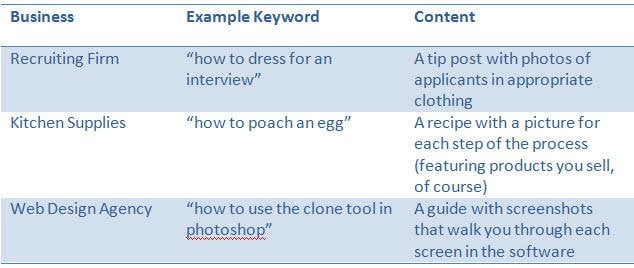 Business Example Keyword Content
Recruiting Firm "how to dress for an A tip post with photos of
interview" applicants in appropriate
clothing
Kitchen Supplies "how to poach an egg" A recipe with a picture for
each step of the process
(featuring products you sell,
of course)
Web Design Agency "how to use the clone tool in A guide with screenshots
photoshop" that walk you through each
screen in the software